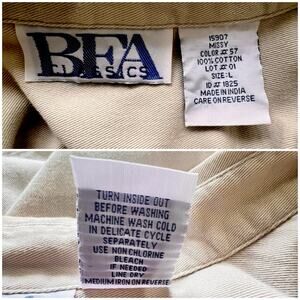 BFA
CLASSICS
15907
MISSY
COLOR # 57
100% COTTON
LOT # 01
SIZE: L
ID # 1825
MADE IN INDIA
CARE ON REVERSE
TURN INSIDE OUT
BEFORE WASHING
MACHINE WASH COLD
IN DELICATE CYCLE
SEPARATELY
USE NON CHLORINE
BLEACH
IF NEEDED
LINE DRY
MEDIUM IRON ON REVERSE